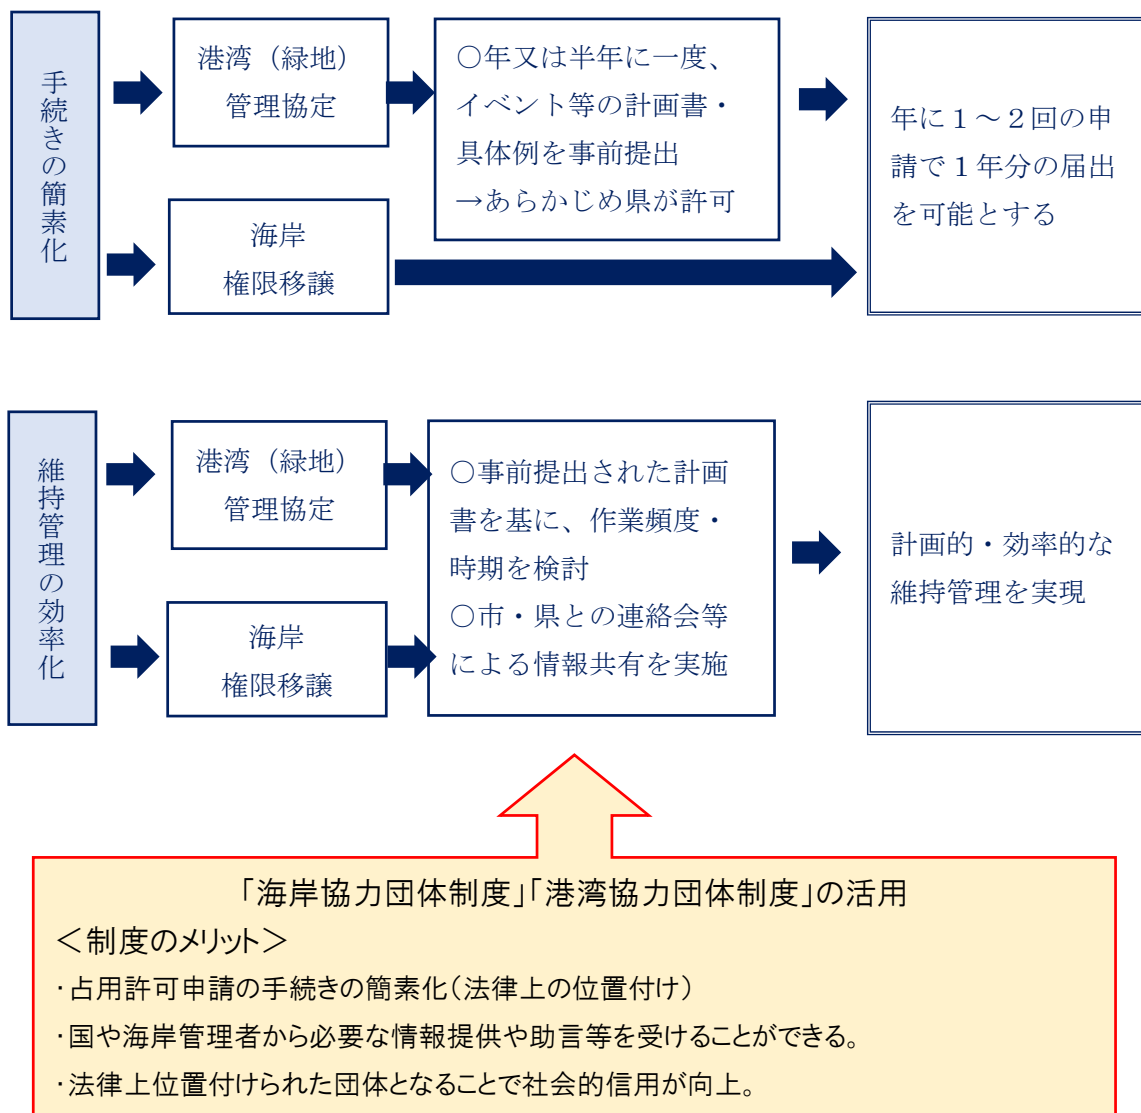 手続きの簡素化
港湾（緑地）
管理協定
○年又は半年に一度、
イベント等の計画書・
具体例を事前提出
→あらかじめ県が許可
海岸
権限移譲
年に１～２回の申
請で１年分の届出
を可能とする
維持管理の効率化
港湾（緑地）
管理協定
海岸
権限移譲
○事前提出された計画
書を基に、作業頻度・
時期を検討
○市・県との連絡会等
による情報共有を実施
計画的・効率的な
維持管理を実現
「海岸協力団体制度」「港湾協力団体制度」の活用
＜制度のメリット＞
・占用許可申請の手続きの簡素化（法律上の位置付け）
・国や海岸管理者から必要な情報提供や助言等を受けることができる。
・法律上位置付けられた団体となることで社会的信用が向上。